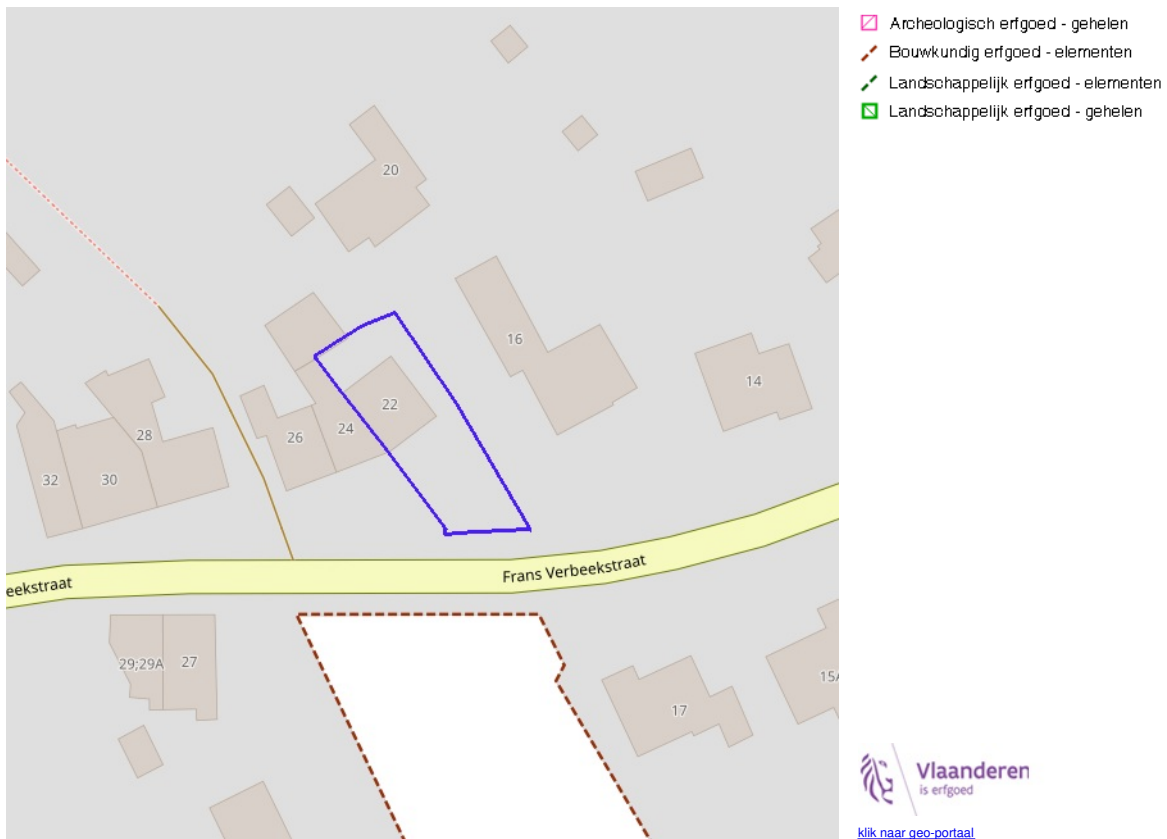 Archeologisch erfgoed - gehelen
Bouwkundig erfgoed - elementen
Landschappelijk erfgoed - elementen
Landschappelijk erfgoed - gehelen
20
16
14
22
24
26
28
30
32
Frans Verbeekstraat
eekstraat
29;29A
27
17
15A
Vlaanderen
is erfgoed
klik naar geo-portaal